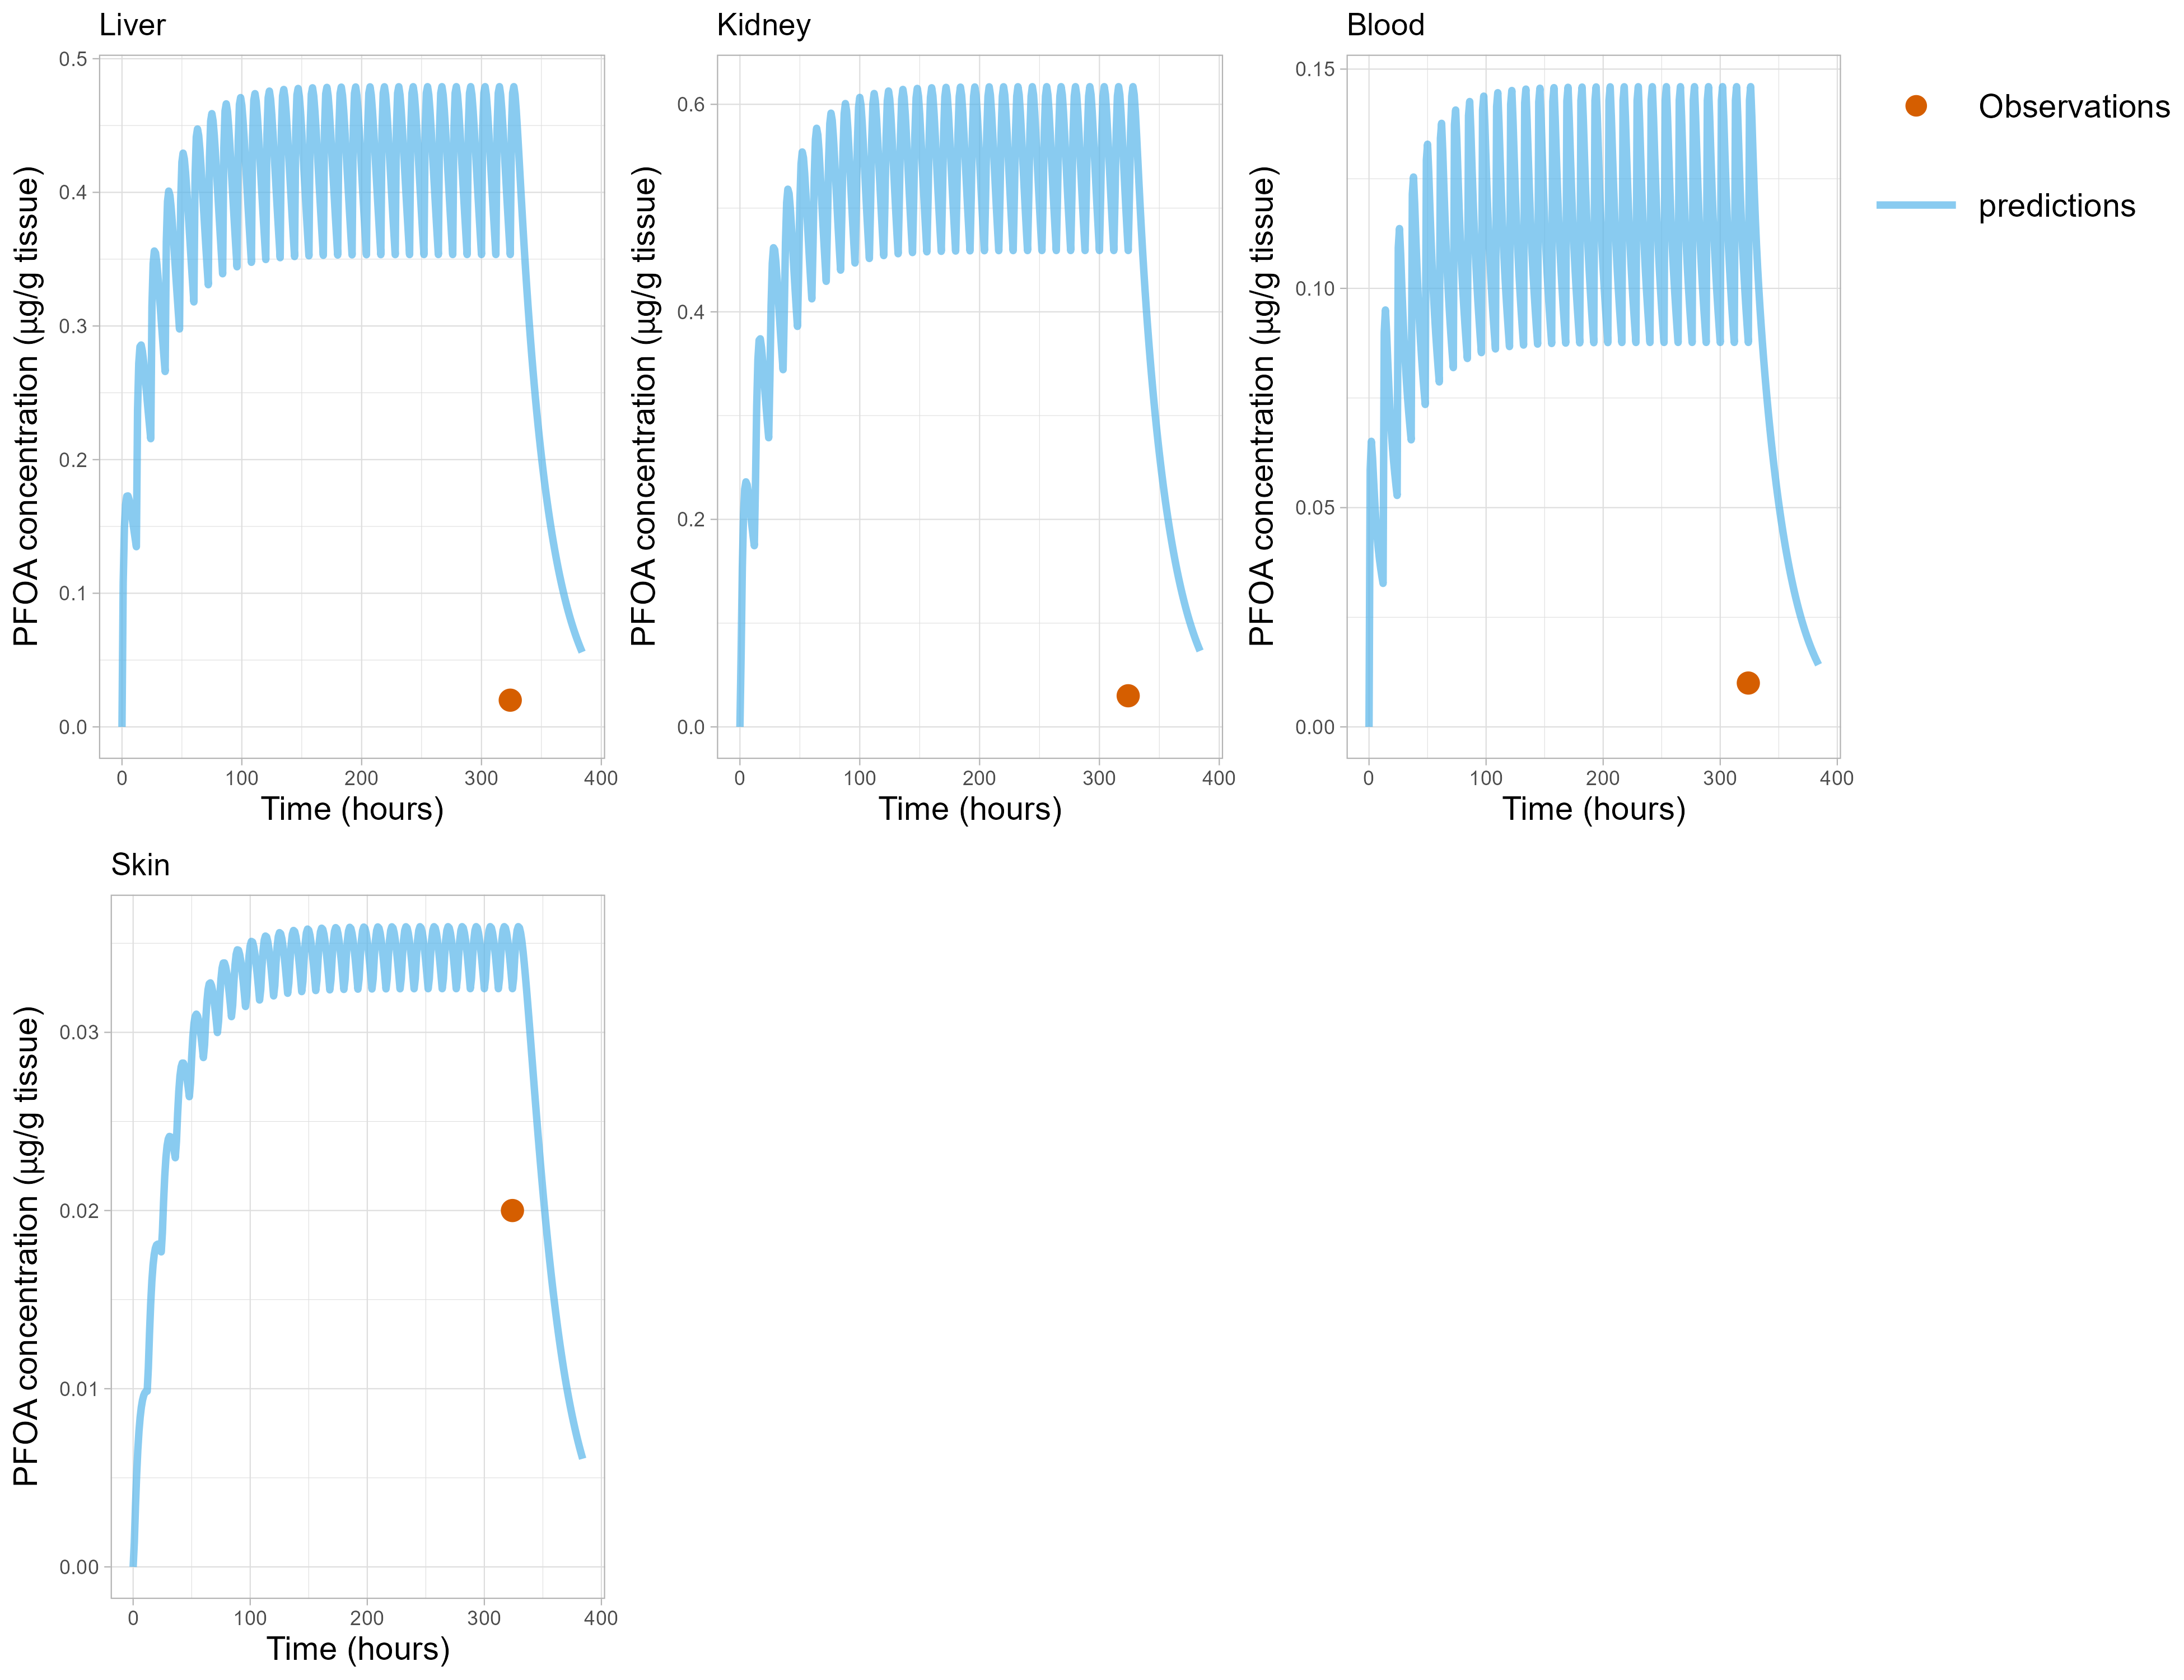 Liver
PFOA concentration (µg/g tissue)
0.5
0.4
0.3
0.2
0.1
0.0
0 100 200 300 400
Time (hours)
Kidney
PFOA concentration (µg/g tissue)
0.6
0.4
0.2
0.0
0 100 200 300 400
Time (hours)
Blood
PFOA concentration (µg/g tissue)
0.15
0.10
0.05
0.00
0 100 200 300 400
Time (hours)
Observations
predictions
Skin
PFOA concentration (µg/g tissue)
0.03
0.02
0.01
0.00
0 100 200 300 400
Time (hours)